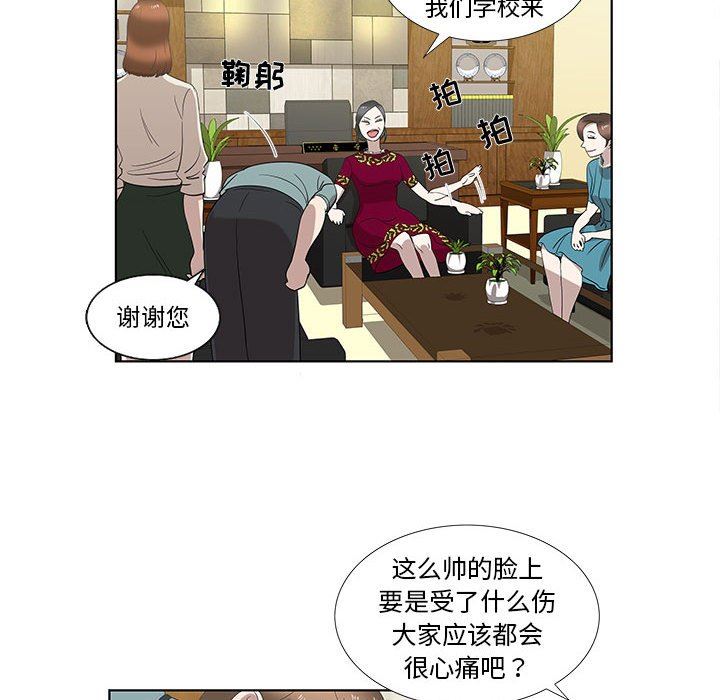 我们学校来
鞠躬
拍
拍
拍
谢谢您
这么帅的脸上
要是受了什么伤
大家应该都会
很心痛吧？